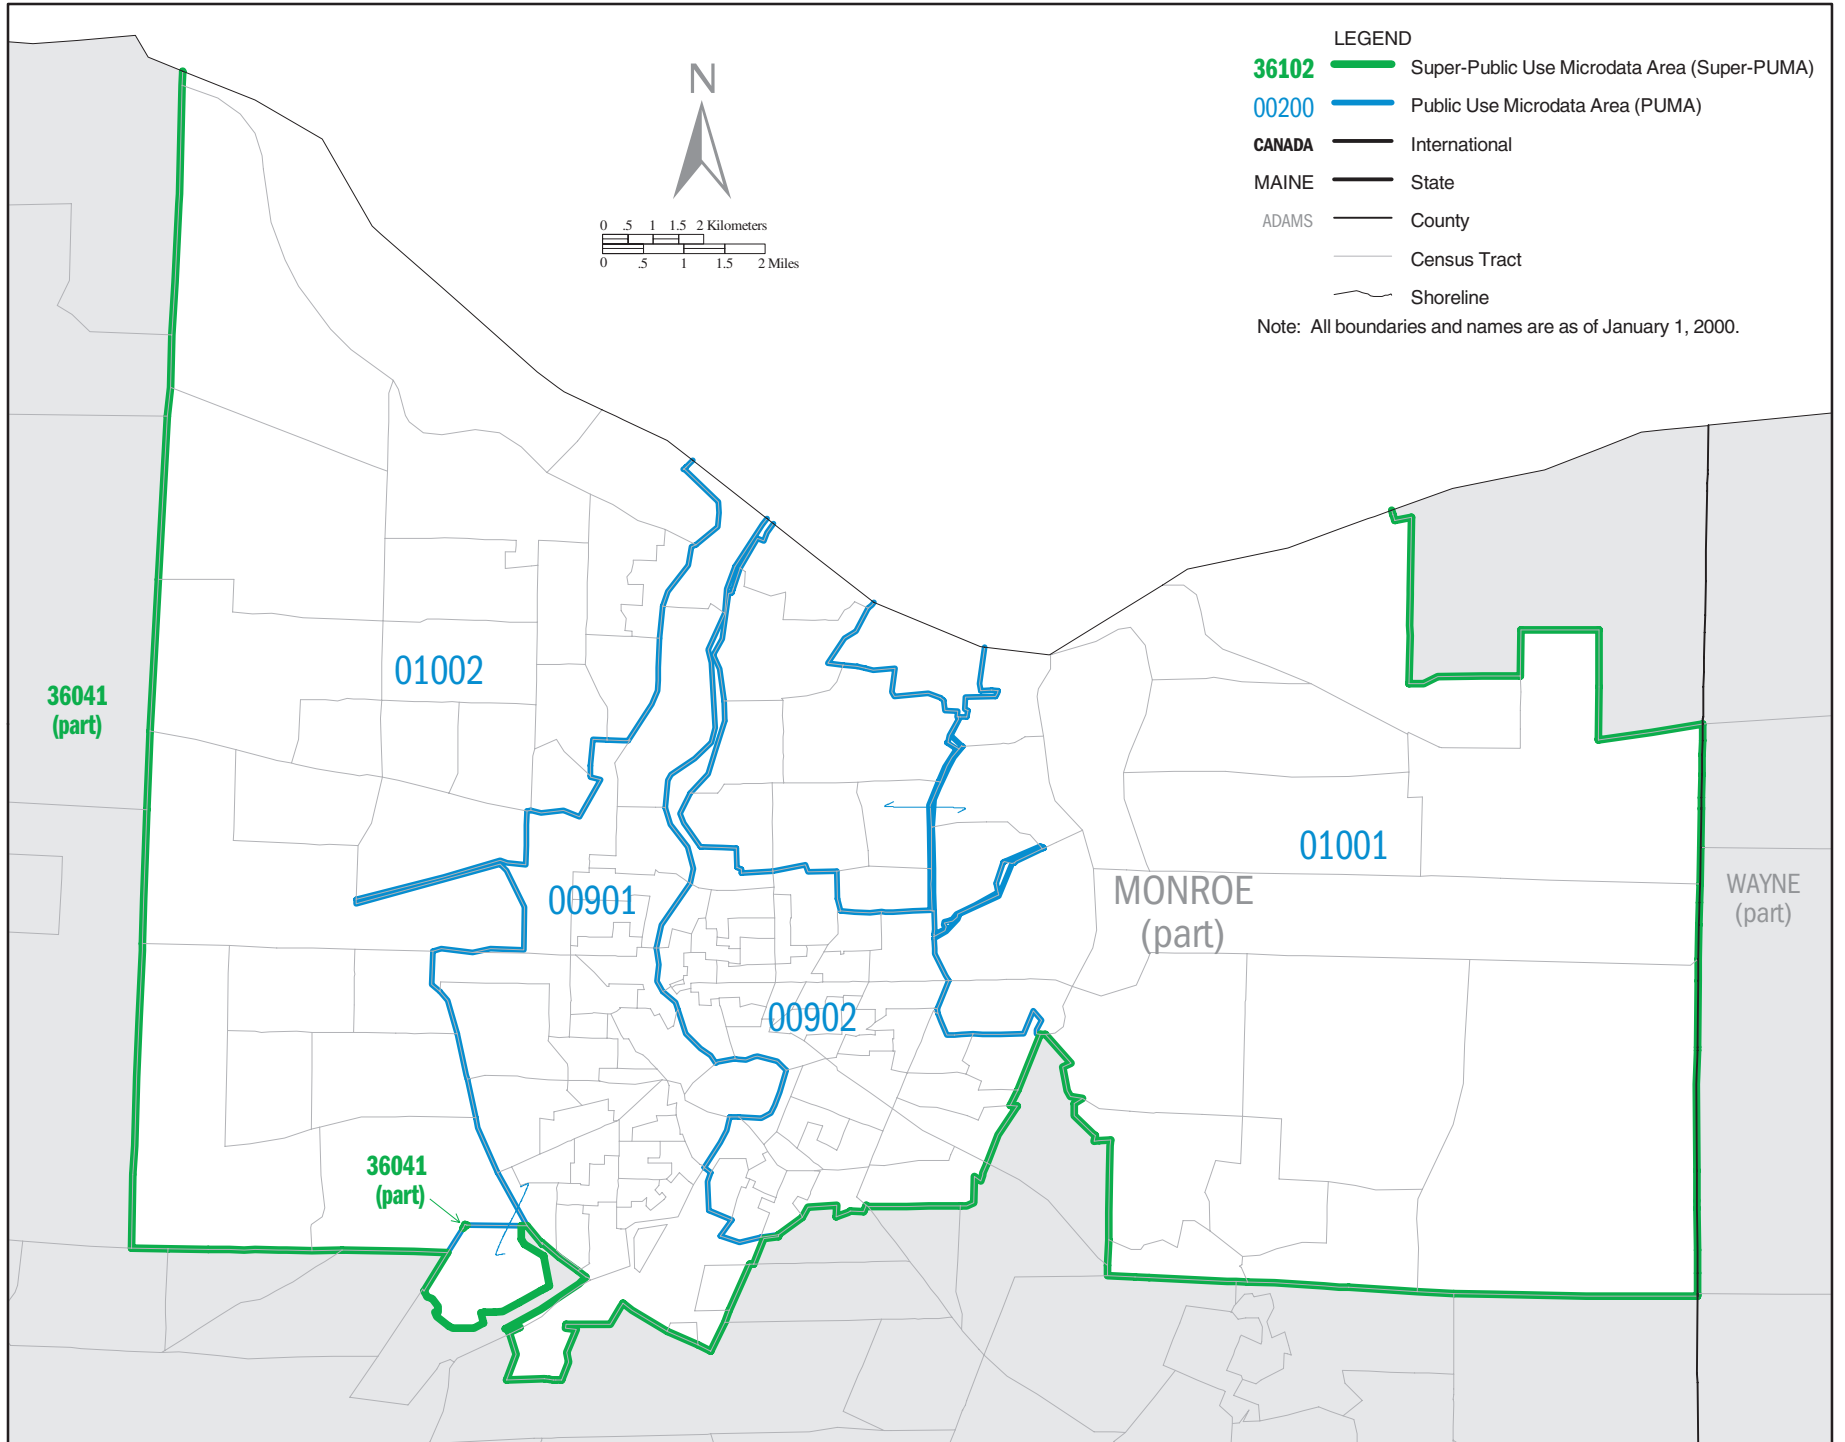 LEGEND
36102 Super-Public Use Microdata Area (Super-PUMA)
00200 Public Use Microdata Area (PUMA)
CANADA International
MAINE State
ADAMS County
Census Tract
Shoreline
Note: All boundaries and names are as of January 1, 2000.
N
0 .5 1 1.5 2 Kilometers
0 .5 1 1.5 2 Miles
01002
36041
(part)
01001
00901
MONROE
(part)
WAYNE
(part)
00902
36041
(part)